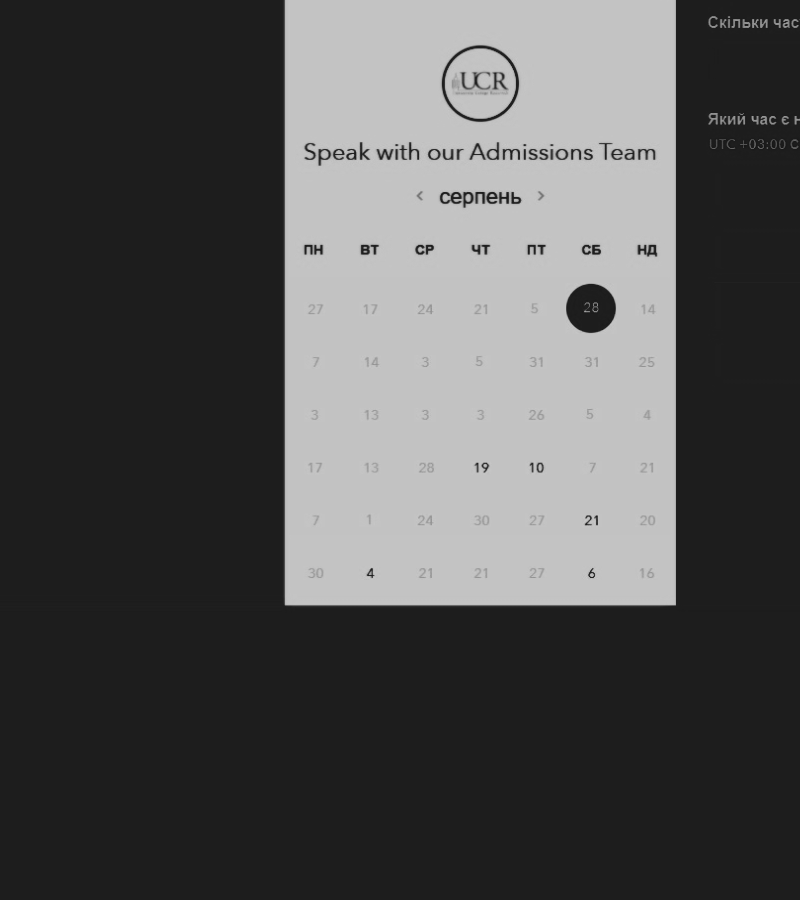 Скільки час
UCR
Який час є н
UTC +03:00 С
Speak with our Admissions Team
серпень
ПН ВТ СР ЧТ ПТ СБ НД
27 17 24 21 5 28 14
7 14 3 5 31 31 25
3 13 3 3 26 5 4
17 13 28 19 10 7 21
7 1 24 30 27 21 20
30 4 21 21 27 6 16